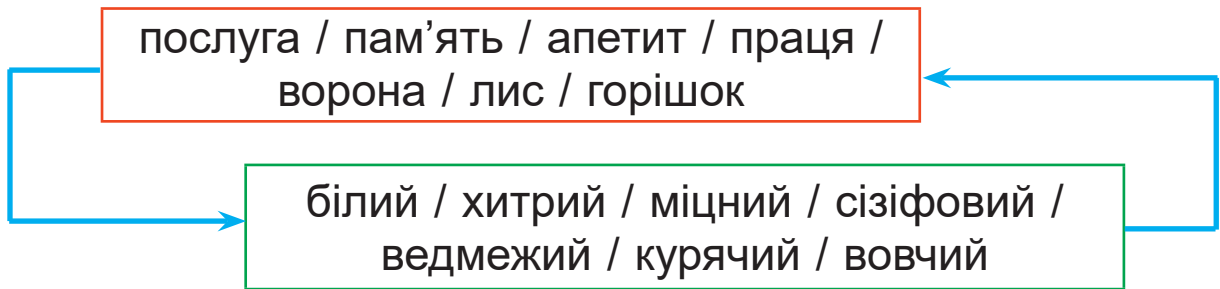 послуга / пам’ять / апетит / праця /
ворона / лис / горішок
білий / хитрий / міцний / сізіфовий /
ведмежий / курячий / вовчий